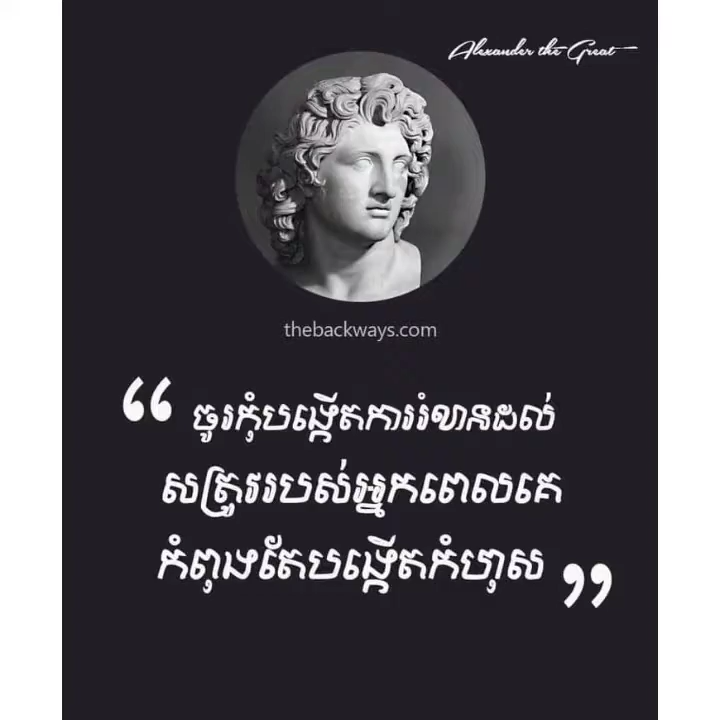 Alexander the Great
thebackways.com
“ ចូរកុំបង្កើតការរំខានដល់
សត្រូវរបស់អ្នកពេលគេ
កំពុងតែបង្កើតកំហុស ”